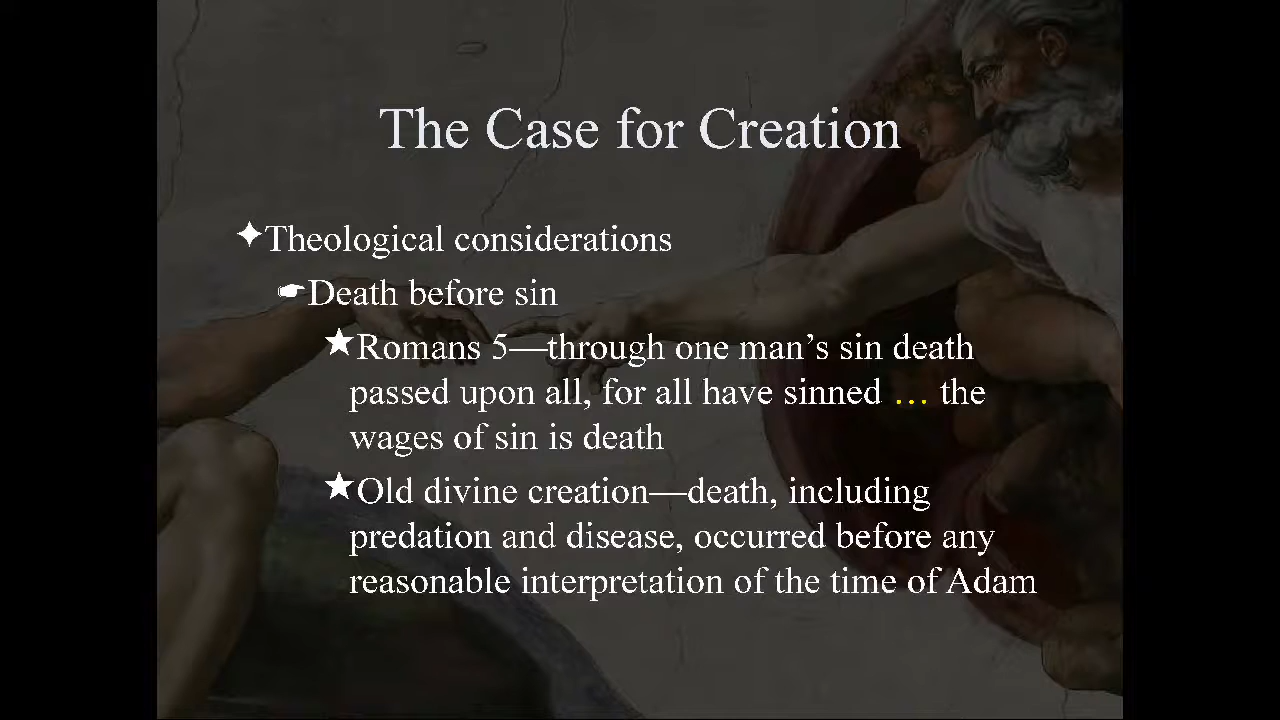 The Case for Creation
✦Theological considerations
☛Death before sin
★Romans 5—through one man’s sin death
passed upon all, for all have sinned … the
wages of sin is death
★Old divine creation—death, including
predation and disease, occurred before any
reasonable interpretation of the time of Adam